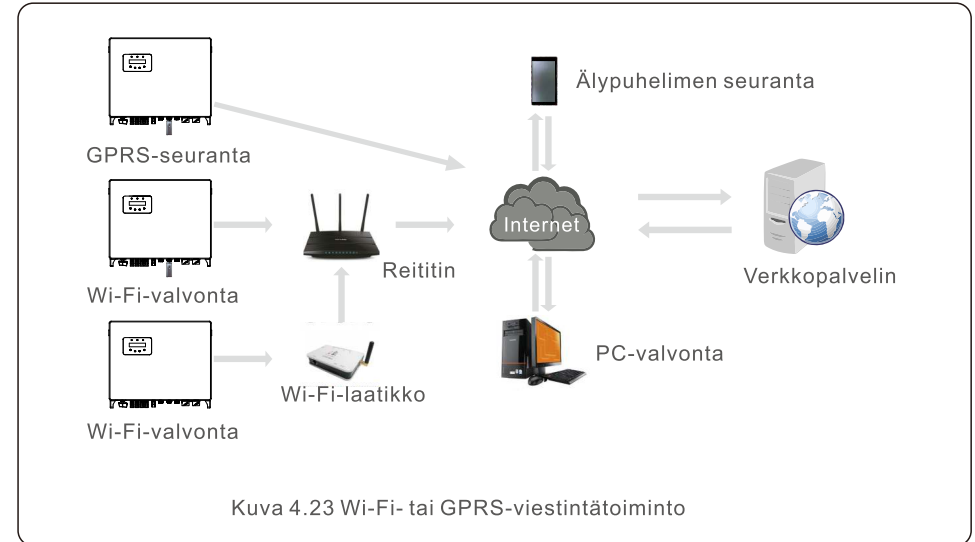 Älypuhelimen seuranta
GPRS-seuranta
Internet
Reititin
Wi-Fi-valvonta
Verkkopalvelin
PC-valvonta
Wi-Fi-laatikko
Wi-Fi-valvonta
Kuva 4.23 Wi-Fi- tai GPRS-viestintätoiminto